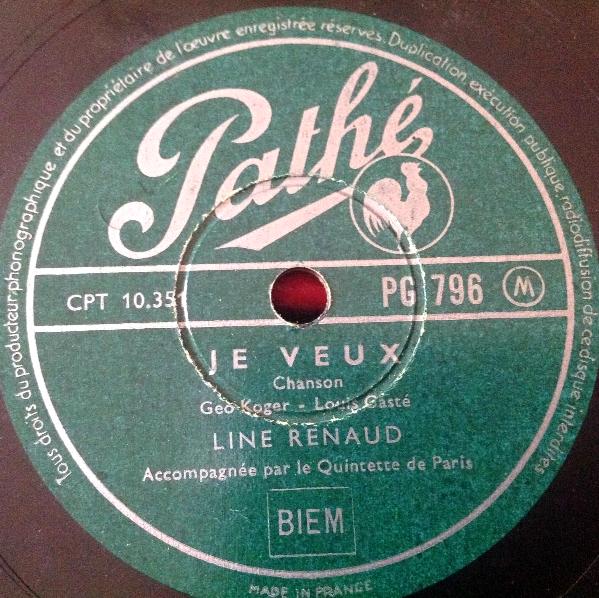 Tous droits du producteur phonographique et du propriétaire de l'œuvre enregistrée réservés. Duplication exécution publique, radiodiffusion de ce disque interdites
Pathé
CPT 10.351
PG 796 M
JE VEUX
Chanson
Geo Koger - Louis Gasté
LINE RENAUD
Accompagnée par le Quintette de Paris
BIEM
MADE IN FRANCE